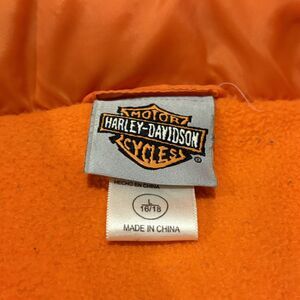 MOTOR
HARLEY-DAVIDSON
CYCLES
®
HECHO EN CHINA
L
16/18
MADE IN CHINA